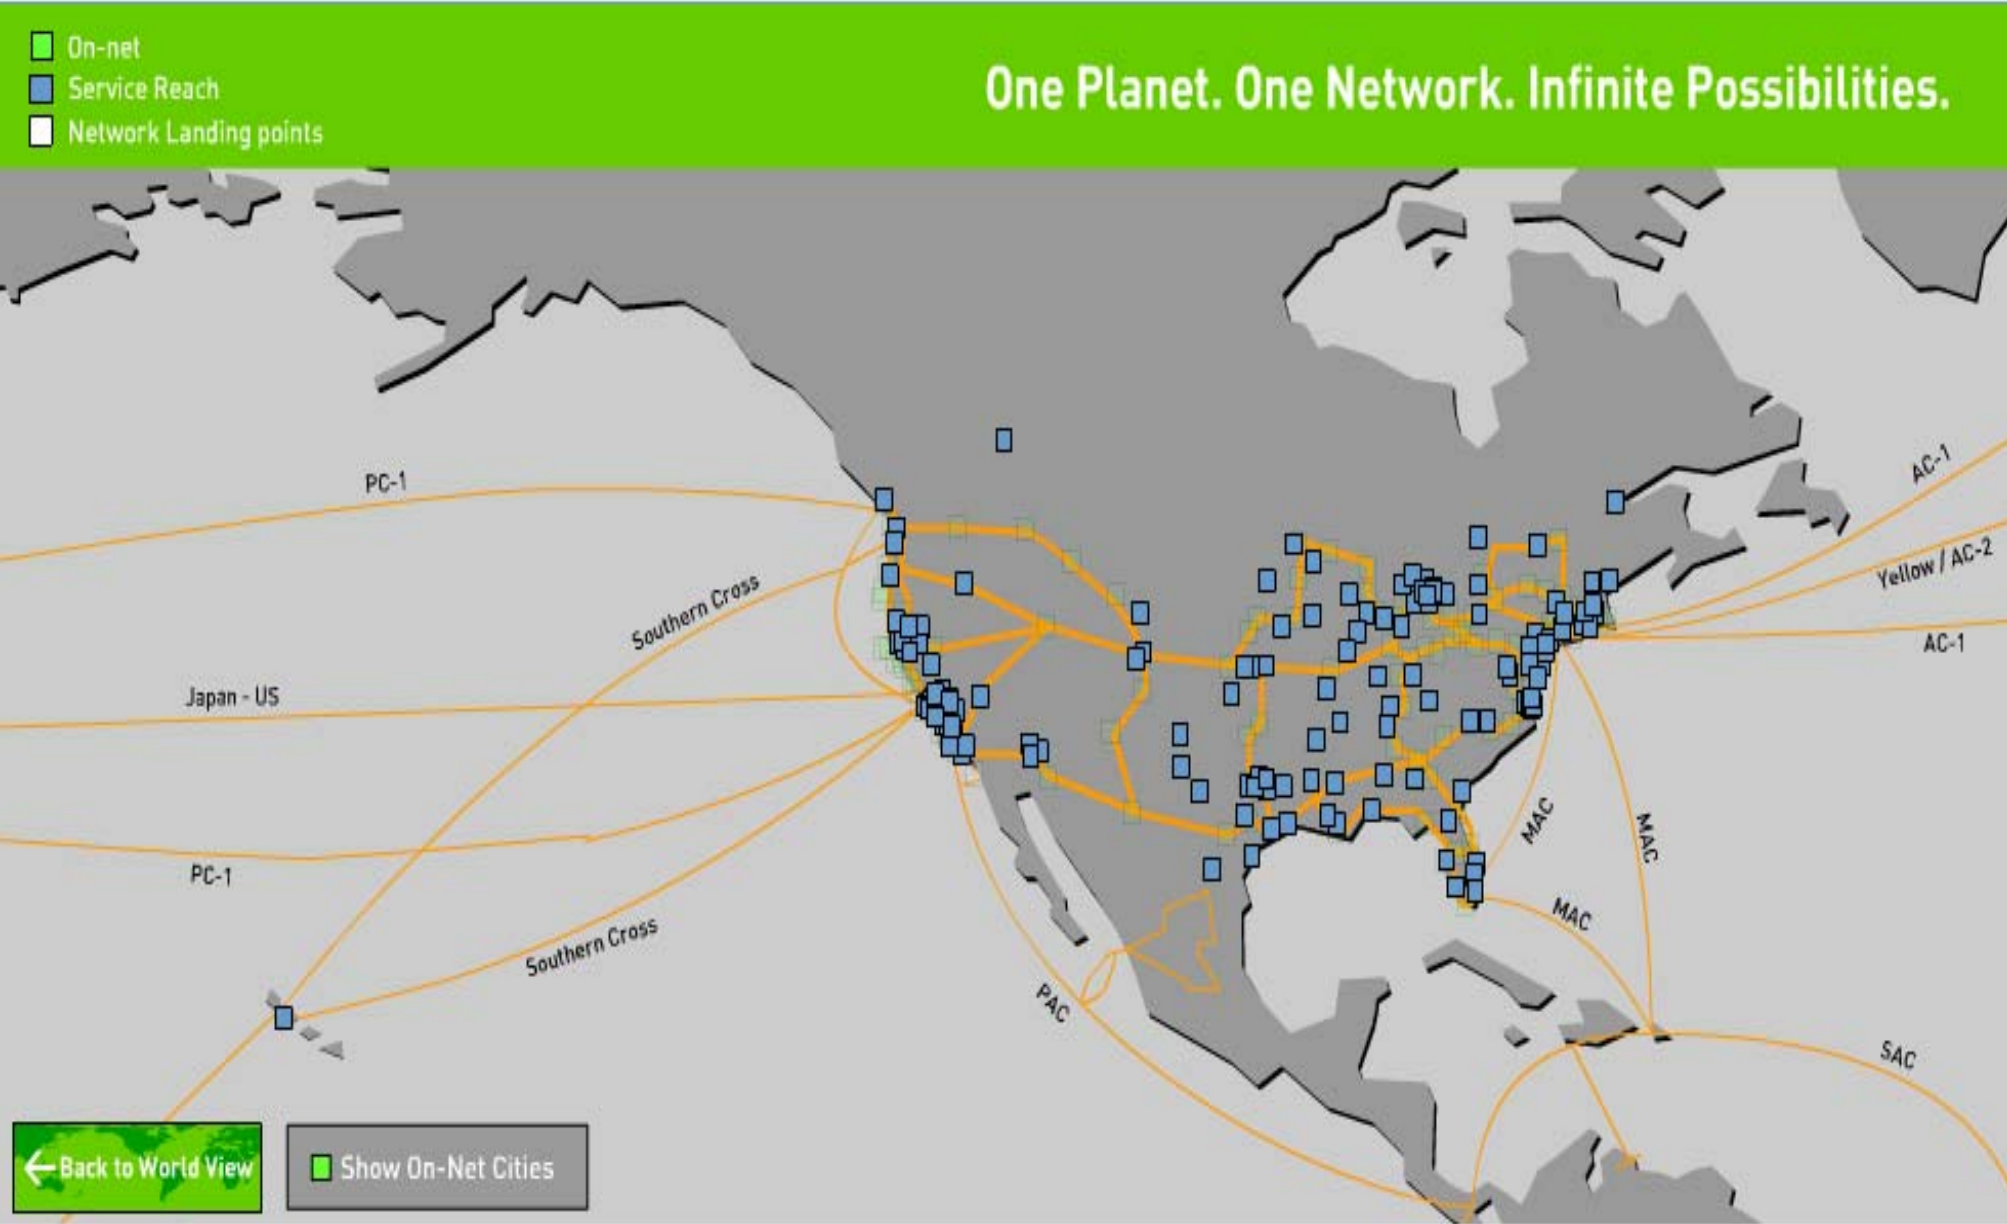 On-net
Service Reach
Network Landing points
One Planet. One Network. Infinite Possibilities.
PC-1
AC-1
Yellow / AC-2
Southern Cross
AC-1
Japan - US
MAC
MAC
PC-1
MAC
Southern Cross
PAC
SAC
Back to World View
Show On-Net Cities